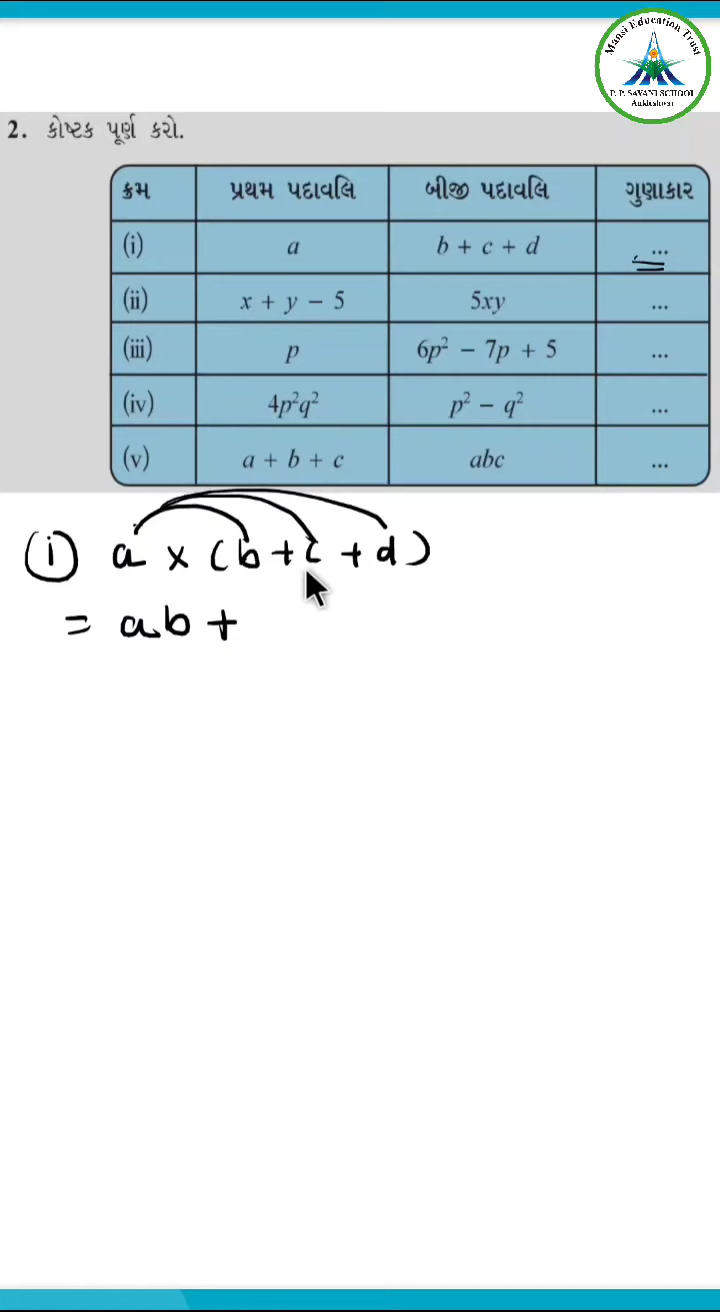 Mansi Education Trust
P. P. SAVANI SCHOOL
Ankleshwar
2. કોષ્ટક પૂર્ણ કરો.
ક્રમ પ્રથમ પદાવલિ બીજી પદાવલિ ગુણાકાર
(i) a b + c + d ...
(ii) x + y − 5 5xy ...
(iii) p 6p² − 7p + 5 ...
(iv) 4p²q² p² − q² ...
(v) a + b + c abc ...
(i) a × (b + c + d)
= ab +